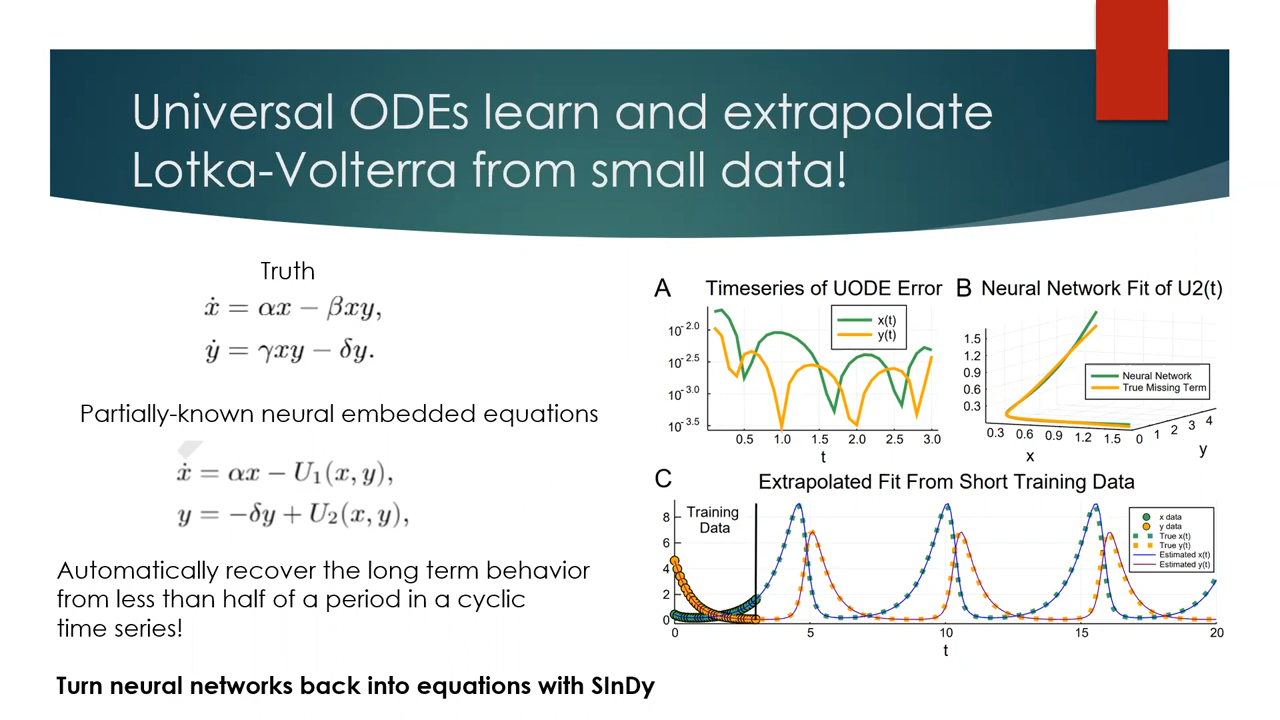 Universal ODEs learn and extrapolate
Lotka-Volterra from small data!
Truth
ẋ = αx − βxy,
ẏ = γxy − δy.
Partially-known neural embedded equations
ẋ = αx − U₁(x, y),
y = −δy + U₂(x, y),
Automatically recover the long term behavior
from less than half of a period in a cyclic
time series!
Turn neural networks back into equations with SInDy
A
Timeseries of UODE Error
x(t)
y(t)
10^-2.0
10^-2.5
10^-3.0
10^-3.5
0.5 1.0 1.5 2.0 2.5 3.0
t
B
Neural Network Fit of U2(t)
Neural Network
True Missing Term
1.5
1.2
0.9
0.6
0.3
0.3 0.6 0.9 1.2 1.5
x
0 1 2 3 4
y
C
Extrapolated Fit From Short Training Data
Training
Data
x data
y data
True x(t)
True y(t)
Estimated x(t)
Estimated y(t)
8
6
4
2
0
0 5 10 15 20
t